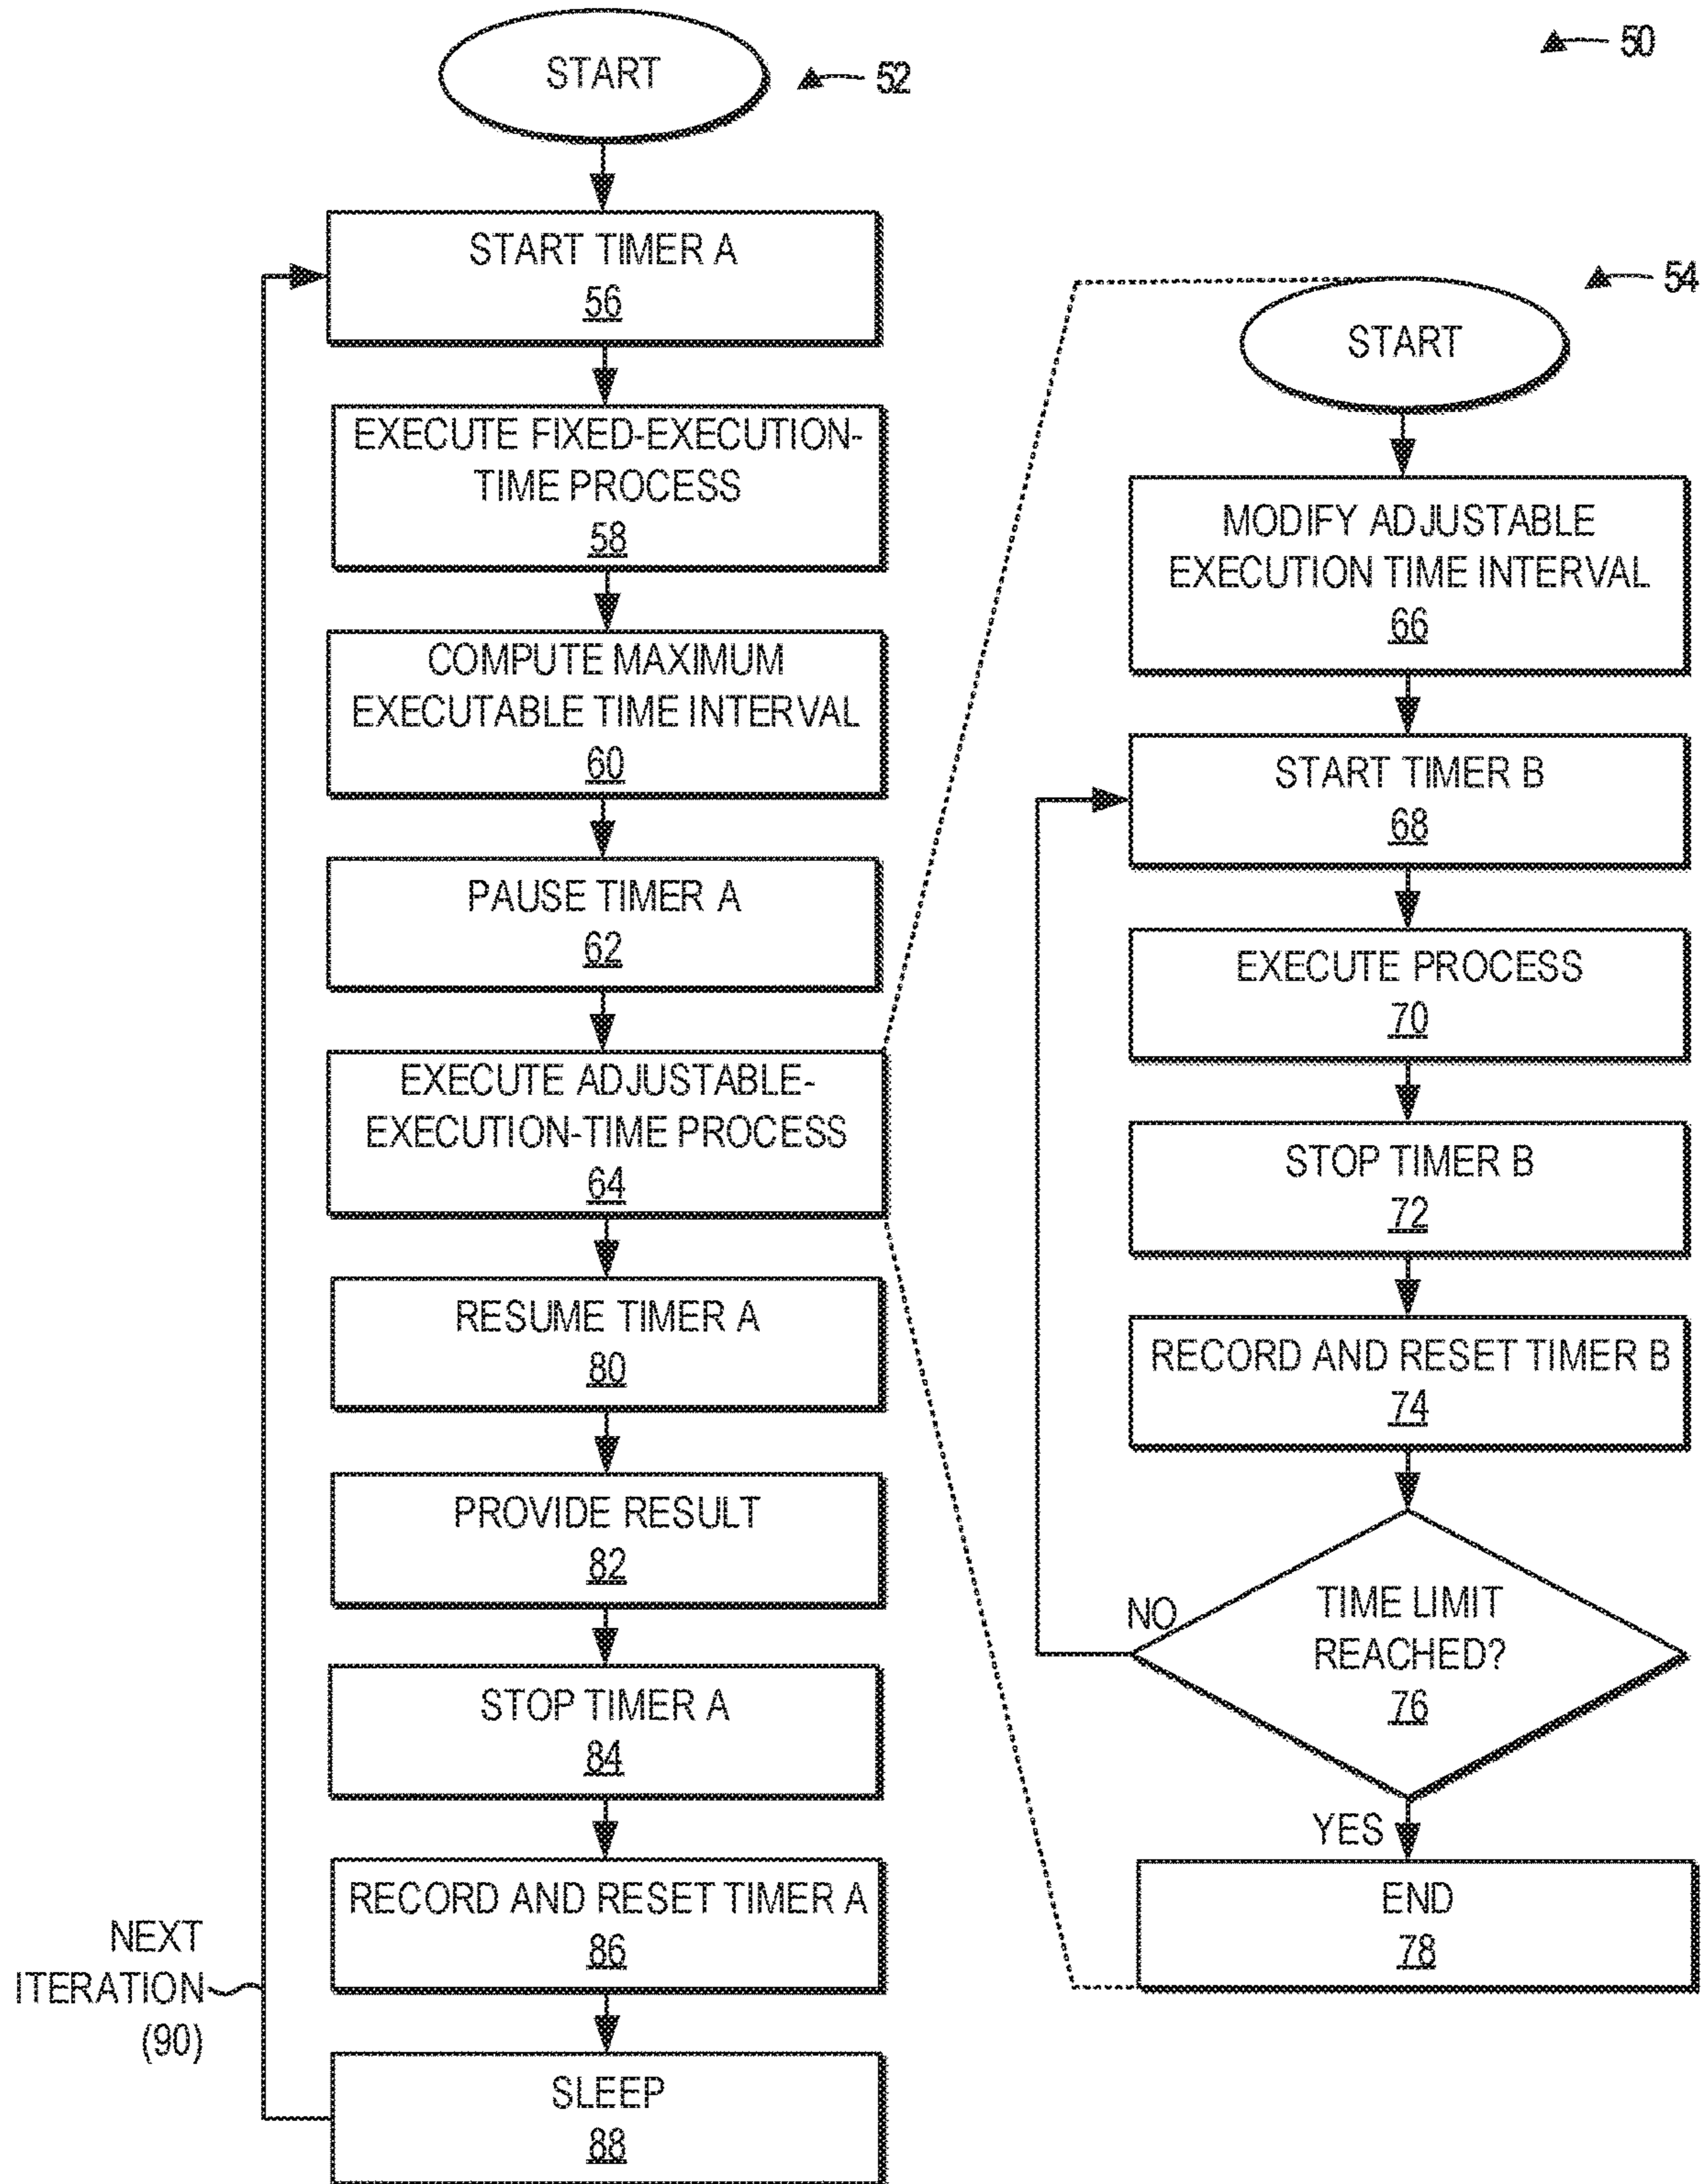 50
START
52
START TIMER A
56
EXECUTE FIXED-EXECUTION-
TIME PROCESS
58
COMPUTE MAXIMUM
EXECUTABLE TIME INTERVAL
60
PAUSE TIMER A
62
EXECUTE ADJUSTABLE-
EXECUTION-TIME PROCESS
64
RESUME TIMER A
80
PROVIDE RESULT
82
STOP TIMER A
84
RECORD AND RESET TIMER A
86
SLEEP
88
NEXT
ITERATION
(90)
54
START
MODIFY ADJUSTABLE
EXECUTION TIME INTERVAL
66
START TIMER B
68
EXECUTE PROCESS
70
STOP TIMER B
72
RECORD AND RESET TIMER B
74
TIME LIMIT
REACHED?
76
NO
YES
END
78